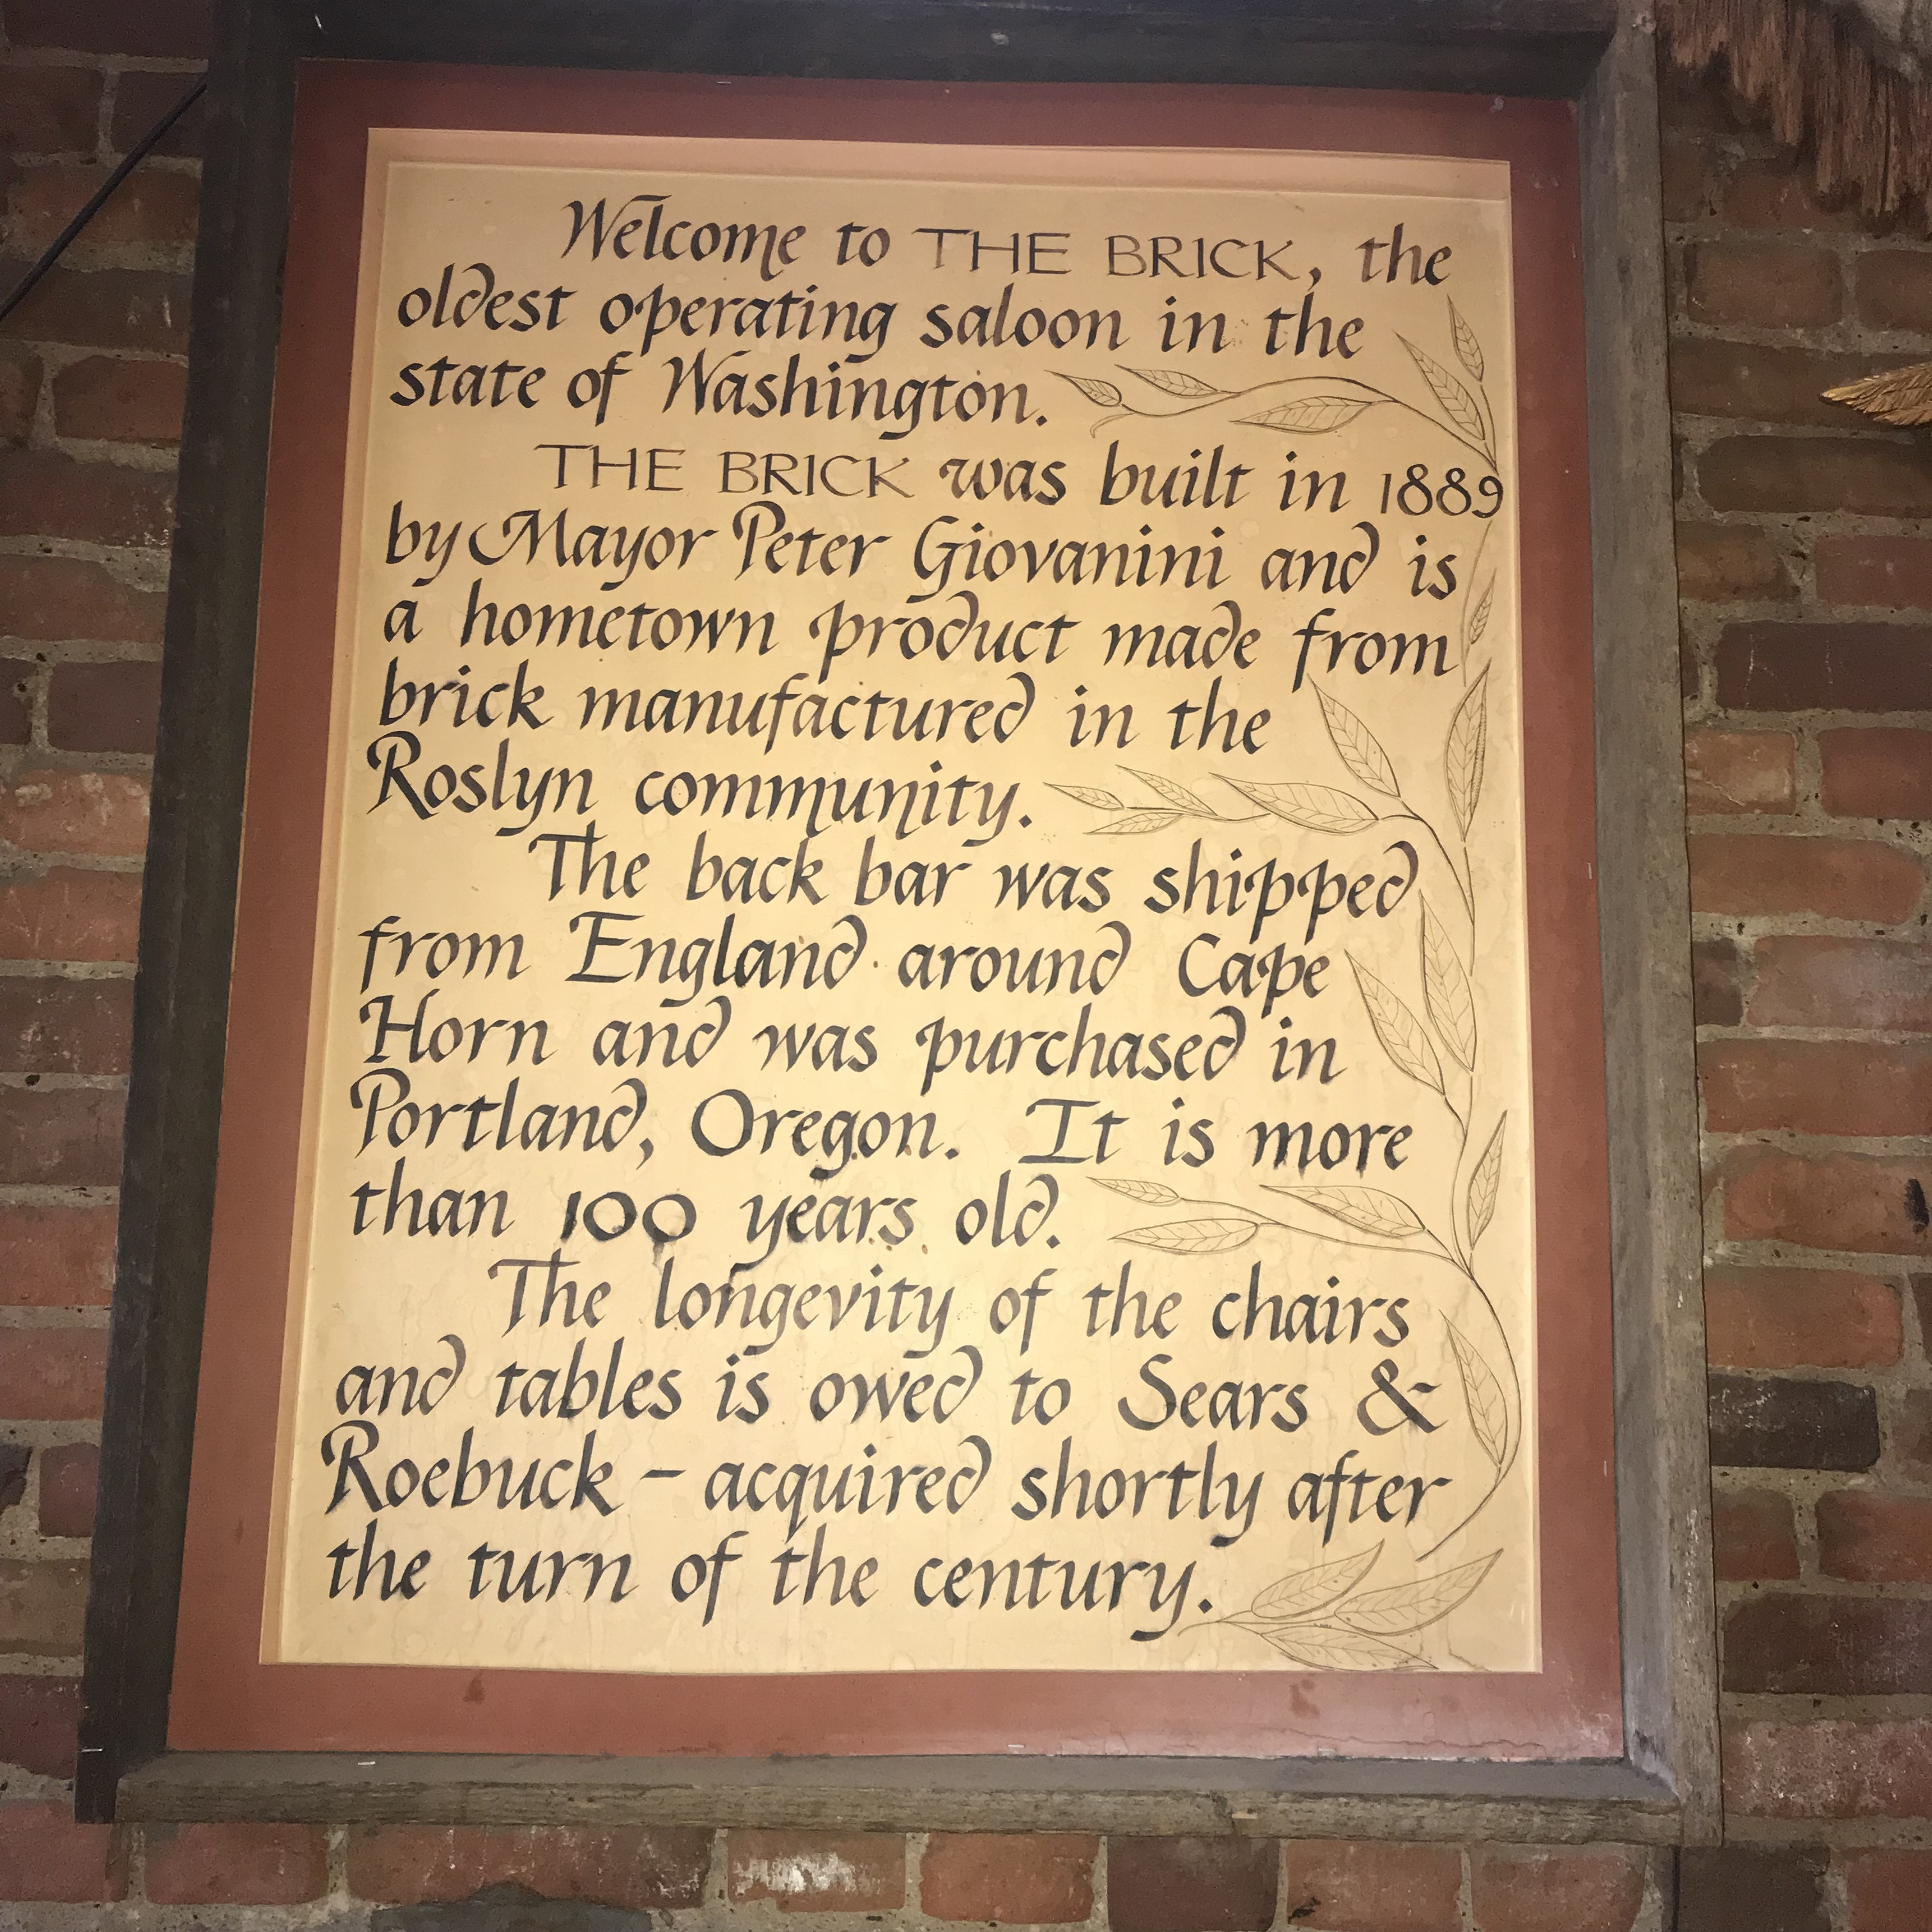 Welcome to THE BRICK, the
oldest operating saloon in the
state of Washington.
THE BRICK was built in 1889
by Mayor Peter Giovanini and is
a hometown product made from
brick manufactured in the
Roslyn community.
The back bar was shipped
from England around Cape
Horn and was purchased in
Portland, Oregon. It is more
than 100 years old.
The longevity of the chairs
and tables is owed to Sears &
Roebuck - acquired shortly after
the turn of the century.